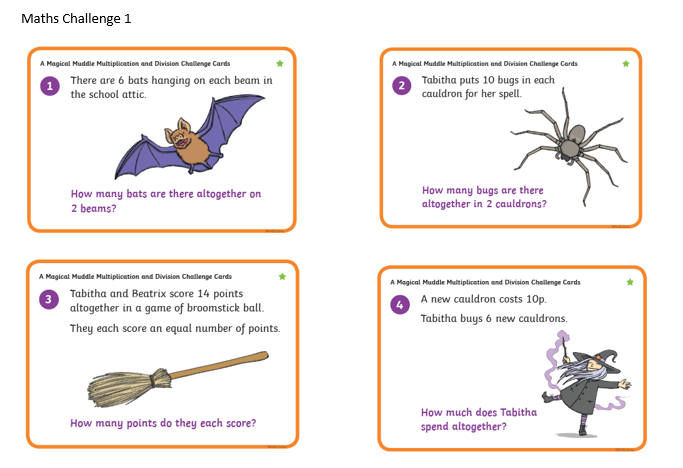 Maths Challenge 1
A Magical Muddle Multiplication and Division Challenge Cards
1
There are 6 bats hanging on each beam in
the school attic.
How many bats are there altogether on
2 beams?
A Magical Muddle Multiplication and Division Challenge Cards
2
Tabitha puts 10 bugs in each
cauldron for her spell.
How many bugs are there
altogether in 2 cauldrons?
A Magical Muddle Multiplication and Division Challenge Cards
3
Tabitha and Beatrix score 14 points
altogether in a game of broomstick ball.
They each score an equal number of points.
How many points do they each score?
A Magical Muddle Multiplication and Division Challenge Cards
4
A new cauldron costs 10p.
Tabitha buys 6 new cauldrons.
How much does Tabitha
spend altogether?